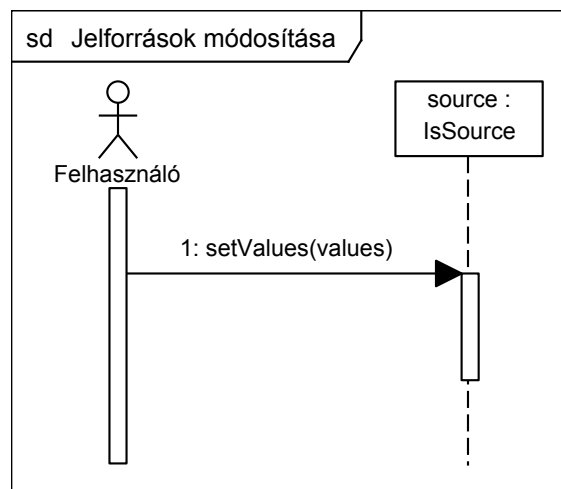 sd Jelforrások módosítása
source :
IsSource
Felhasználó
1: setValues(values)